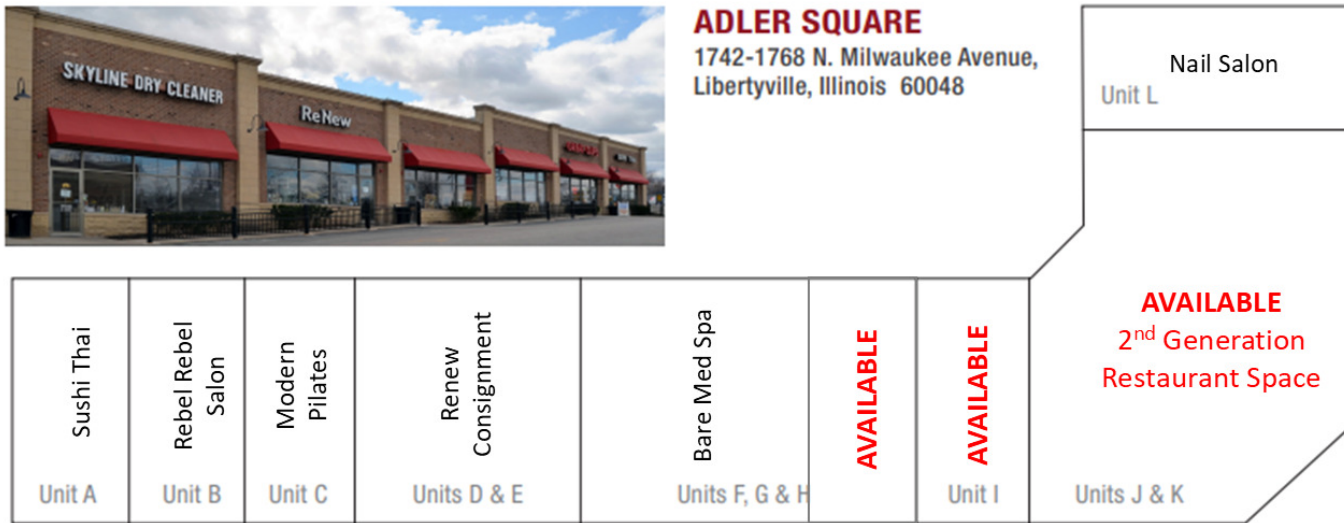 SKYLINE DRY CLEANER
ReNew
ADLER SQUARE
1742-1768 N. Milwaukee Avenue,
Libertyville, Illinois 60048
Nail Salon
Unit L
Sushi Thai
Unit A
Rebel Rebel
Salon
Unit B
Modern
Pilates
Unit C
Renew
Consignment
Units D & E
Bare Med Spa
Units F, G & H
AVAILABLE
AVAILABLE
Unit I
AVAILABLE
2nd Generation
Restaurant Space
Units J & K